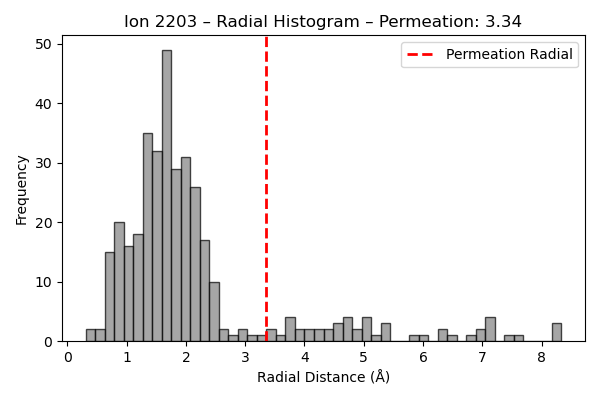 Ion 2203 – Radial Histogram – Permeation: 3.34
Permeation Radial
Frequency
50
40
30
20
10
0
0 1 2 3 4 5 6 7 8
Radial Distance (Å)